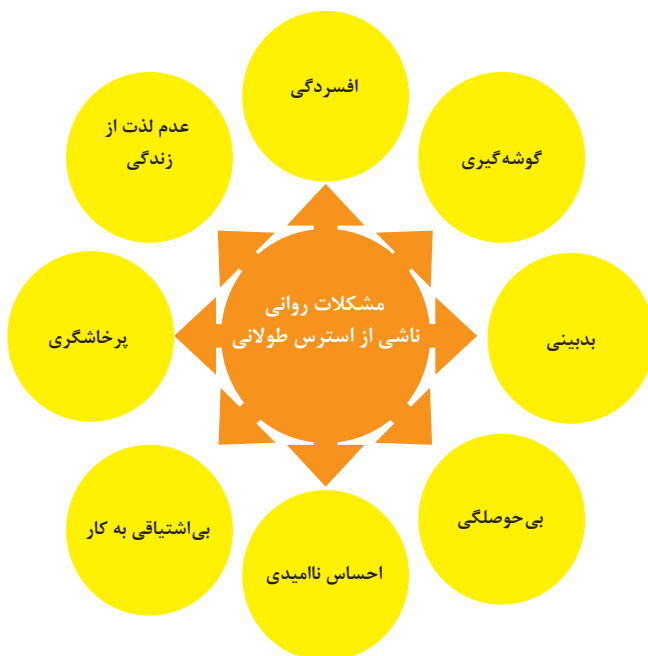 افسردگی
گوشه‌گیری
عدم لذت از
زندگی
مشکلات روانی
ناشی از استرس طولانی
بدبینی
پرخاشگری
بی‌حوصلگی
بی‌اشتیاقی به کار
احساس ناامیدی